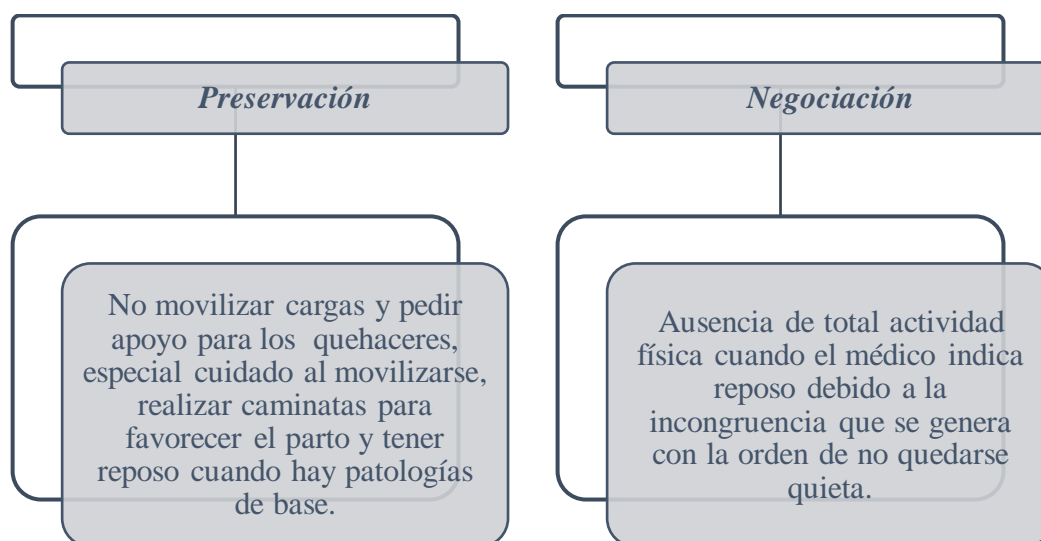 Preservación
No movilizar cargas y pedir
apoyo para los quehaceres,
especial cuidado al movilizarse,
realizar caminatas para
favorecer el parto y tener
reposo cuando hay patologías
de base.
Negociación
Ausencia de total actividad
física cuando el médico indica
reposo debido a la
incongruencia que se genera
con la orden de no quedarse
quieta.